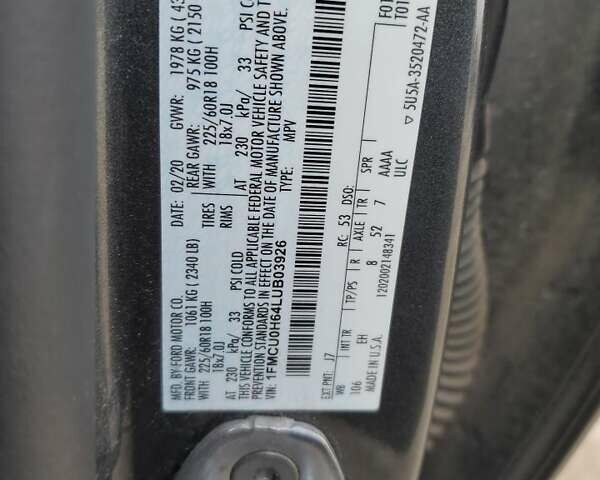 MFD. BY-FORD MOTOR CO.
DATE: 02/20 GVWR: 1978 KG (
FRONT GAWR: 1061 KG ( 2340 LB)
REAR GAWR: 975 KG ( 2150
WITH 225/60R18 100H TIRES WITH 225/60R18 100H
18x7.0J RIMS 18x7.0J
AT 230 kPa/ 33 PSI COLD AT 230 kPa/ 33 PSI CO
THIS VEHICLE CONFORMS TO ALL APPLICABLE FEDERAL MOTOR VEHICLE SAFETY AND
PREVENTION STANDARDS IN EFFECT ON THE DATE OF MANUFACTURE SHOWN ABOVE.
VIN: 1FMCU0H64LUB03926 TYPE: MPV
EXT PNT: J7 RC: 53 DSO:
WB INT TR TP/PS R AXLE TR SPR
106 EH 8 52 7 AAAA
MADE IN U.S.A. 1202002148341 ULC
F01
T01
5U5A-3520472-AA